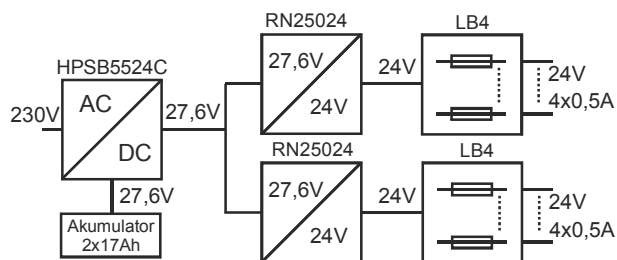 RN25024
LB4
HPSB5524C
27,6V
24V
24V
24V
4x0,5A
230V
AC
DC
27,6V
RN25024
LB4
27,6V
27,6V
24V
24V
24V
4x0,5A
Akumulator
2x17Ah